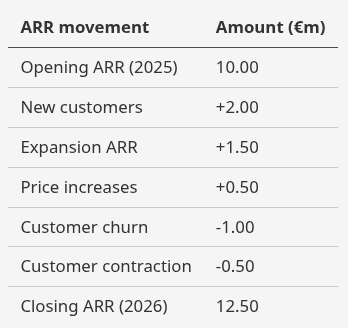 ARR movement Amount (€m)
Opening ARR (2025) 10.00
New customers +2.00
Expansion ARR +1.50
Price increases +0.50
Customer churn -1.00
Customer contraction -0.50
Closing ARR (2026) 12.50